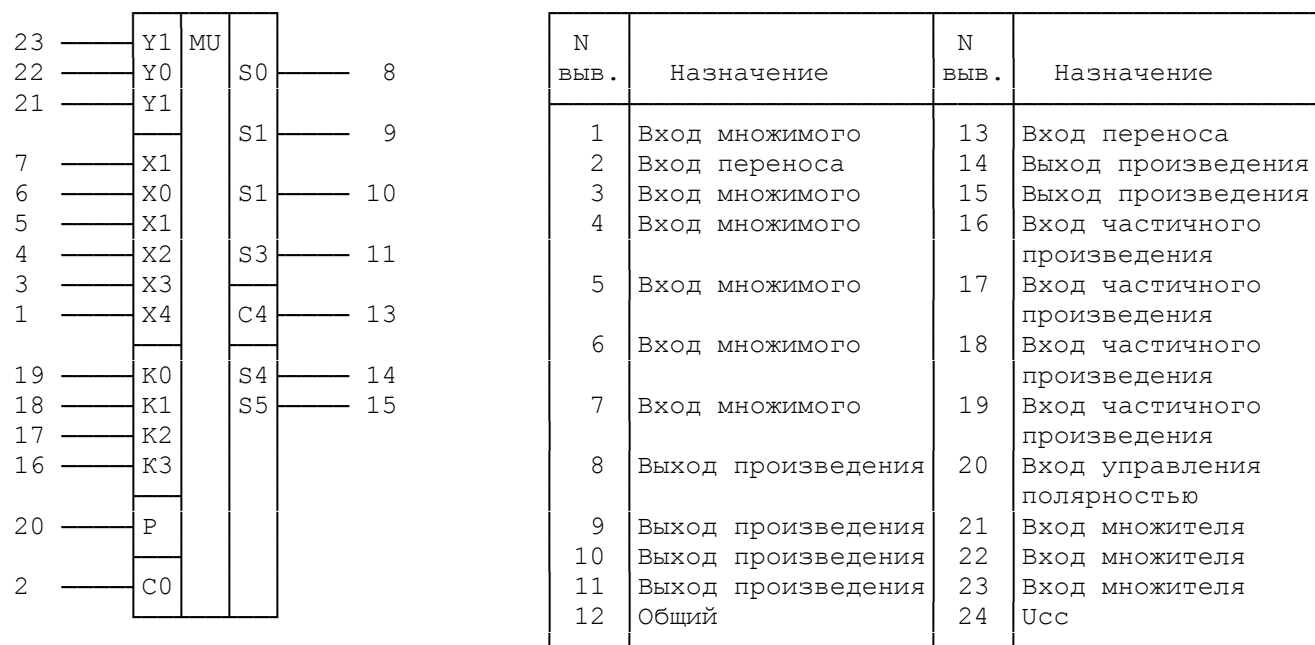 23 Y1 MU
22 Y0 S0 8
21 Y1
S1 9
7 X1
6 X0 S1 10
5 X1
4 X2 S3 11
3 X3
1 X4 C4 13
19 K0 S4 14
18 K1 S5 15
17 K2
16 K3
20 P
2 C0
N N
выв. Назначение выв. Назначение
1 Вход множимого 13 Вход переноса
2 Вход переноса 14 Выход произведения
3 Вход множимого 15 Выход произведения
4 Вход множимого 16 Вход частичного
произведения
5 Вход множимого 17 Вход частичного
произведения
6 Вход множимого 18 Вход частичного
произведения
7 Вход множимого 19 Вход частичного
произведения
8 Выход произведения 20 Вход управления
полярностью
9 Выход произведения 21 Вход множителя
10 Выход произведения 22 Вход множителя
11 Выход произведения 23 Вход множителя
12 Общий 24 Ucc